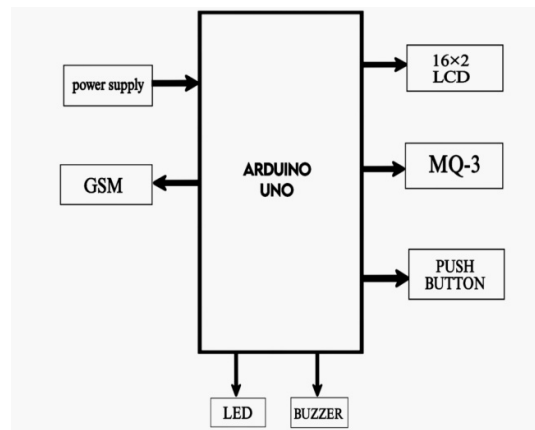 power supply
GSM
ARDUINO
UNO
16×2
LCD
MQ-3
PUSH
BUTTON
LED
BUZZER